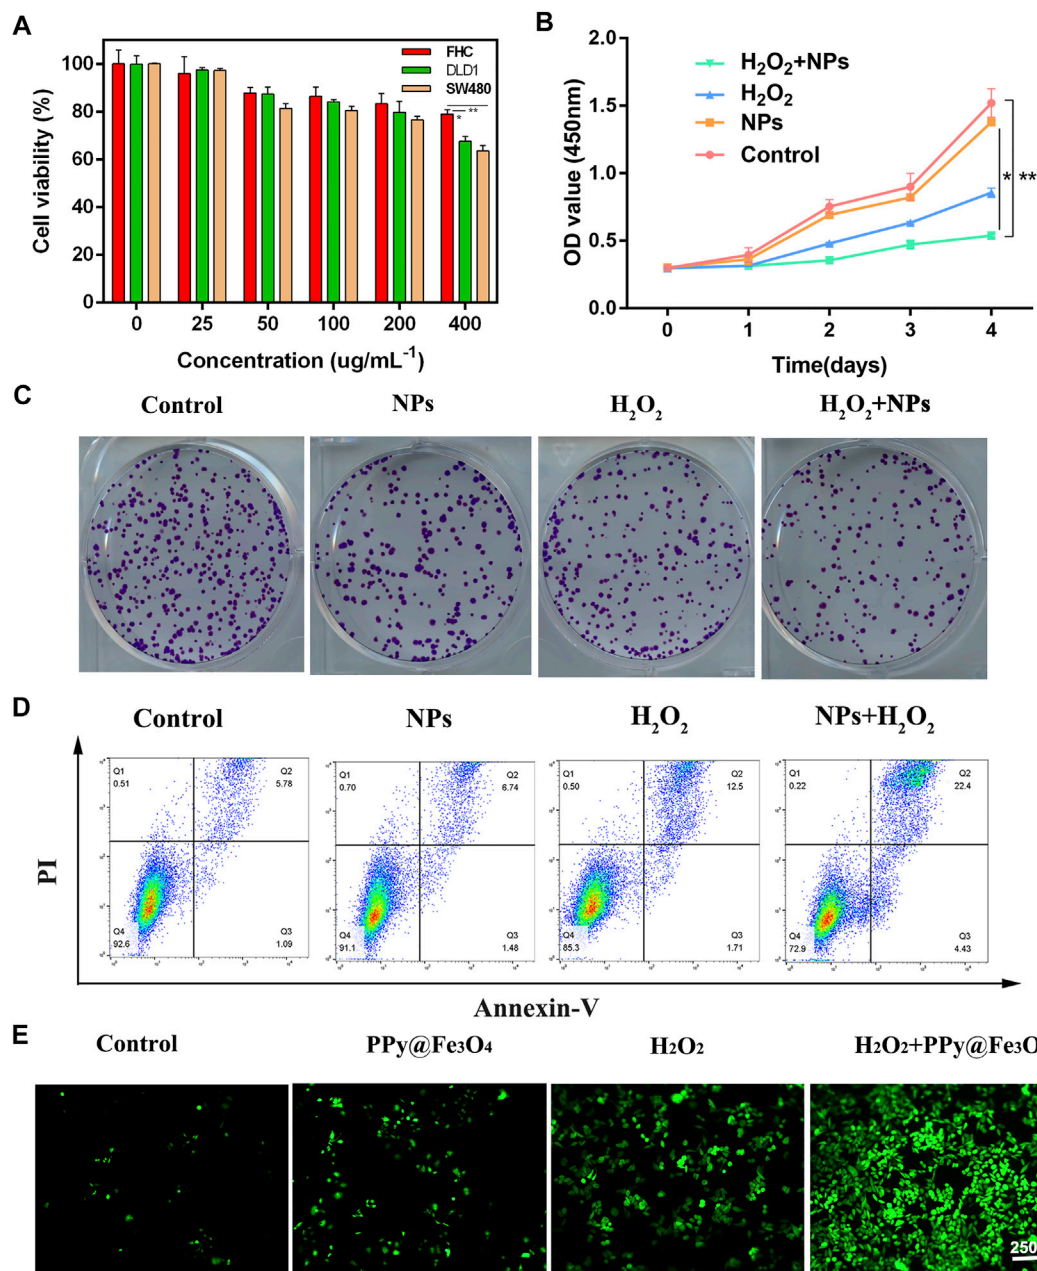 A
FHC
DLD1
SW480
**
*
Cell viability (%)
100
80
60
40
20
0
0 25 50 100 200 400
Concentration (ug/mL⁻¹)
B
H₂O₂+NPs
H₂O₂
NPs
Control
OD value (450nm)
2.0
1.5
1.0
0.5
0.0
* **
0 1 2 3 4
Time(days)
C
Control NPs H₂O₂ H₂O₂+NPs
D
Control NPs H₂O₂ NPs+H₂O₂
PI
Q1
0.51
Q2
5.78
Q4
92.6
Q3
1.09
Q1
0.70
Q2
6.74
Q4
91.1
Q3
1.48
Q1
0.50
Q2
12.5
Q4
85.3
Q3
1.71
Q1
0.22
Q2
22.4
Q4
72.9
Q3
4.43
Annexin-V
E
Control PPy@Fe₃O₄ H₂O₂ H₂O₂+PPy@Fe₃O
250